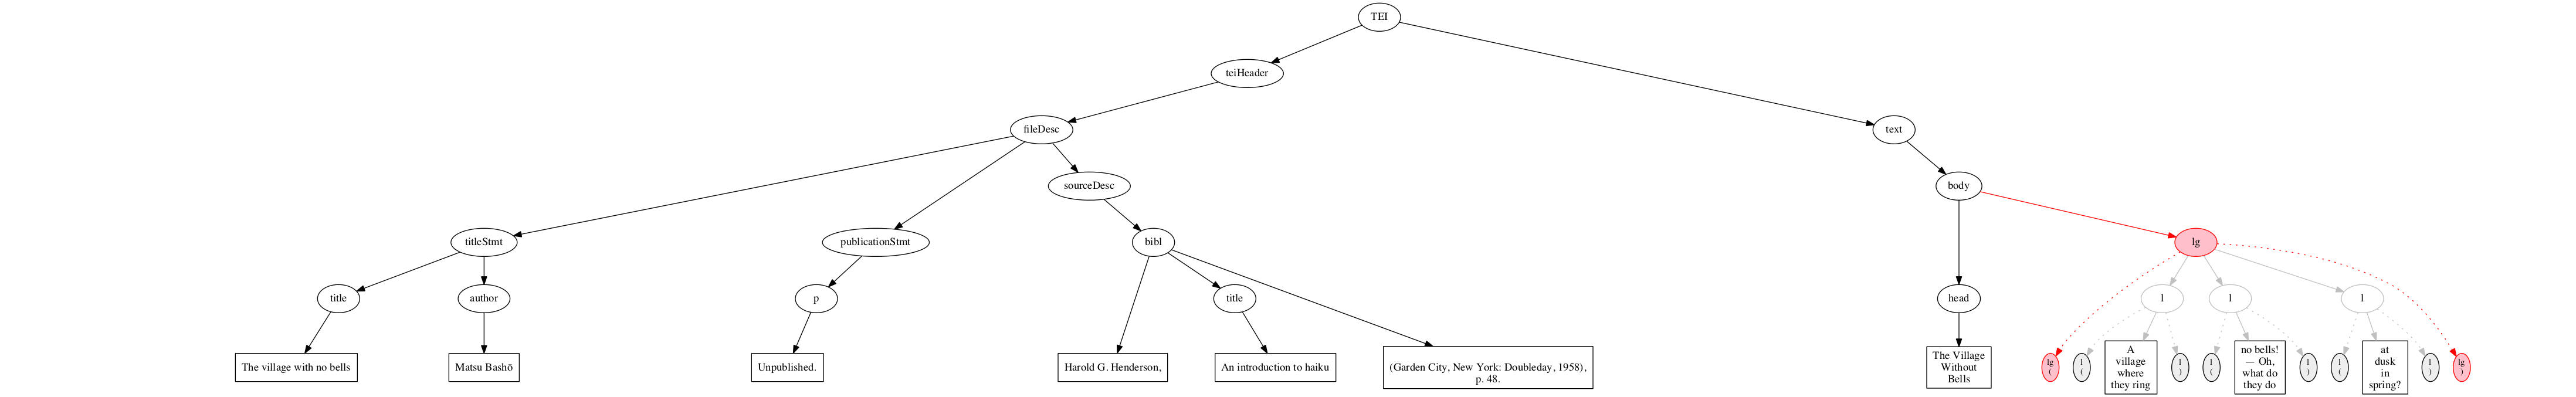 TEI
teiHeader
fileDesc
text
sourceDesc
body
titleStmt
publicationStmt
bibl
lg
title
author
p
title
head
l
l
l
The village with no bells
Matsu Bashō
Unpublished.
Harold G. Henderson,
An introduction to haiku
(Garden City, New York: Doubleday, 1958),
p. 48.
The Village
Without
Bells
lg
(
l
(
A
village
where
they ring
l
)
l
(
no bells!
— Oh,
what do
they do
l
)
l
(
at
dusk
in
spring?
l
)
lg
)